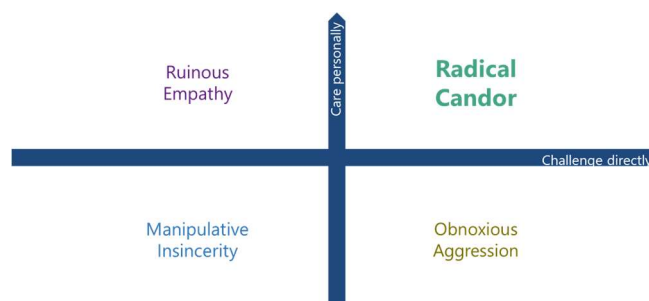 Ruinous
Empathy
Care personally
Radical
Candor
Challenge directly
Manipulative
Insincerity
Obnoxious
Aggression